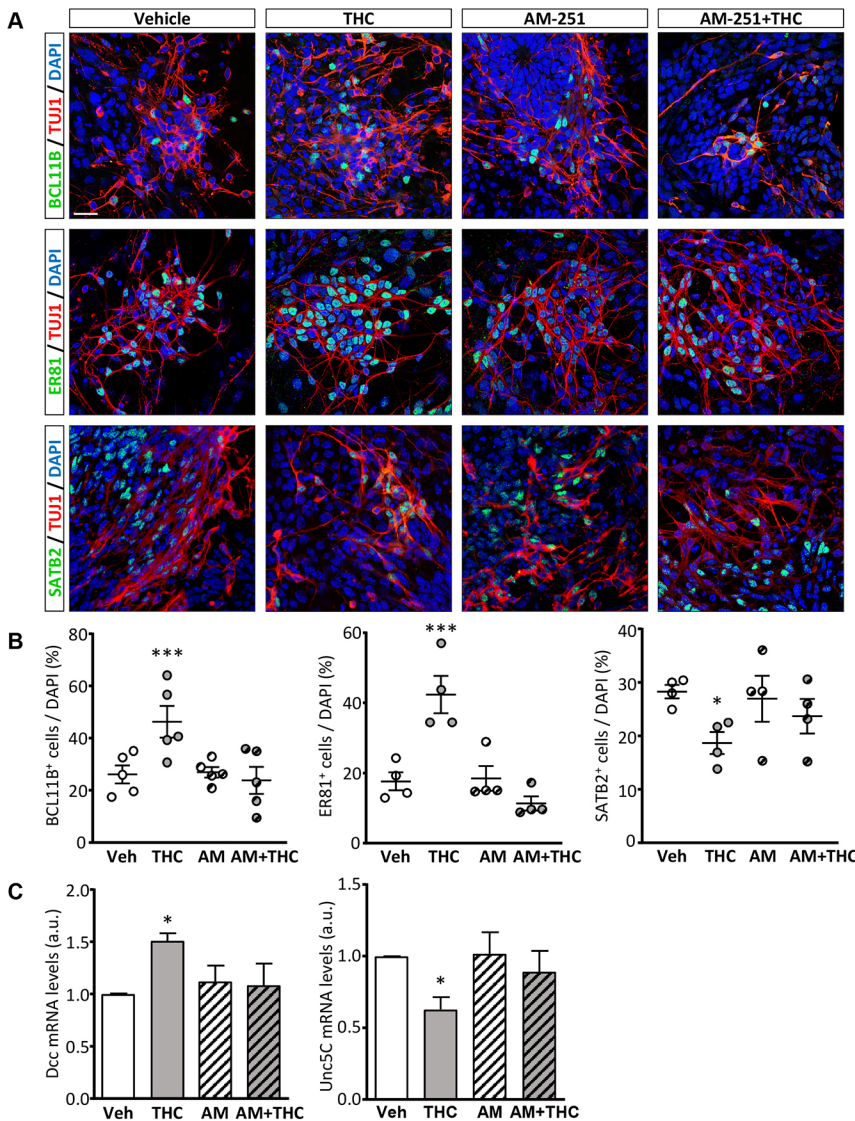 A
Vehicle
THC
AM-251
AM-251+THC
BCL11B / TUJ1 / DAPI
ER81 / TUJ1 / DAPI
SATB2 / TUJ1 / DAPI
B
BCL11B⁺ cells / DAPI (%)
80
60
40
20
0
***
Veh THC AM AM+THC
ER81⁺ cells / DAPI (%)
60
40
20
0
***
Veh THC AM AM+THC
SATB2⁺ cells / DAPI (%)
40
30
20
10
0
*
Veh THC AM AM+THC
C
Dcc mRNA levels (a.u.)
2.0
1.5
1.0
0.5
0.0
*
Veh THC AM AM+THC
Unc5C mRNA levels (a.u.)
1.5
1.0
0.5
0.0
*
Veh THC AM AM+THC